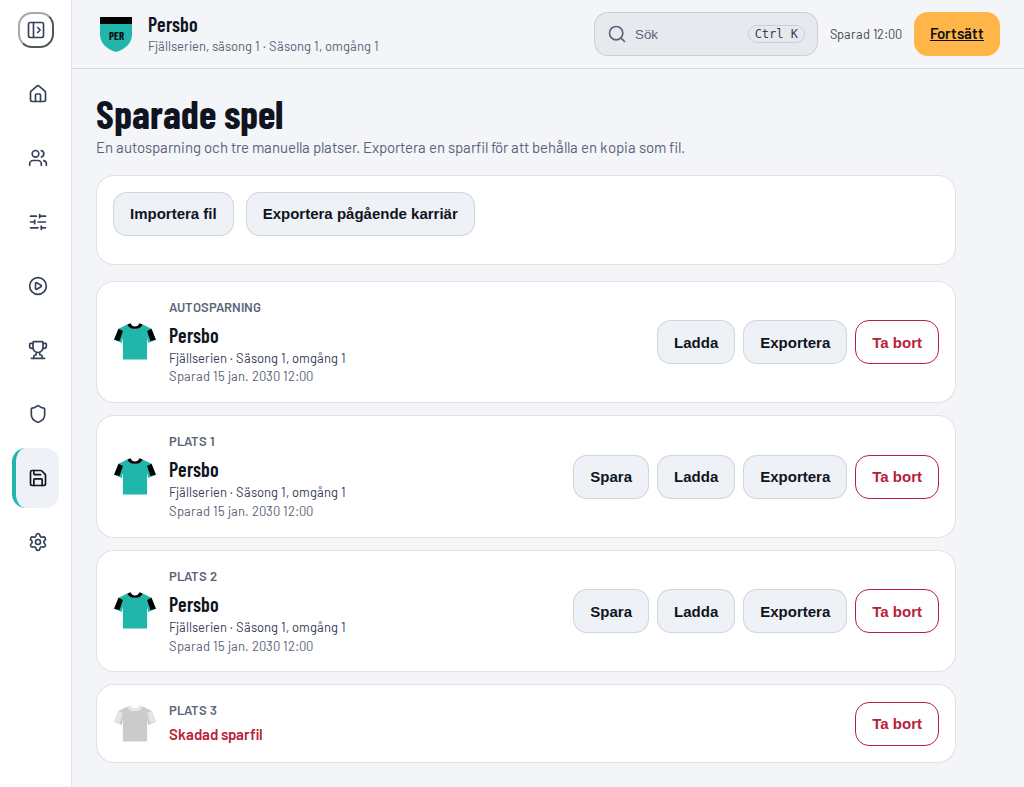 PER
Persbo
Fjällserien, säsong 1 · Säsong 1, omgång 1
Sök
Ctrl K
Sparad 12:00
Fortsätt
Sparade spel
En autosparning och tre manuella platser. Exportera en sparfil för att behålla en kopia som fil.
Importera fil
Exportera pågående karriär
AUTOSPARNING
Persbo
Fjällserien · Säsong 1, omgång 1
Sparad 15 jan. 2030 12:00
Ladda
Exportera
Ta bort
PLATS 1
Persbo
Fjällserien · Säsong 1, omgång 1
Sparad 15 jan. 2030 12:00
Spara
Ladda
Exportera
Ta bort
PLATS 2
Persbo
Fjällserien · Säsong 1, omgång 1
Sparad 15 jan. 2030 12:00
Spara
Ladda
Exportera
Ta bort
PLATS 3
Skadad sparfil
Ta bort